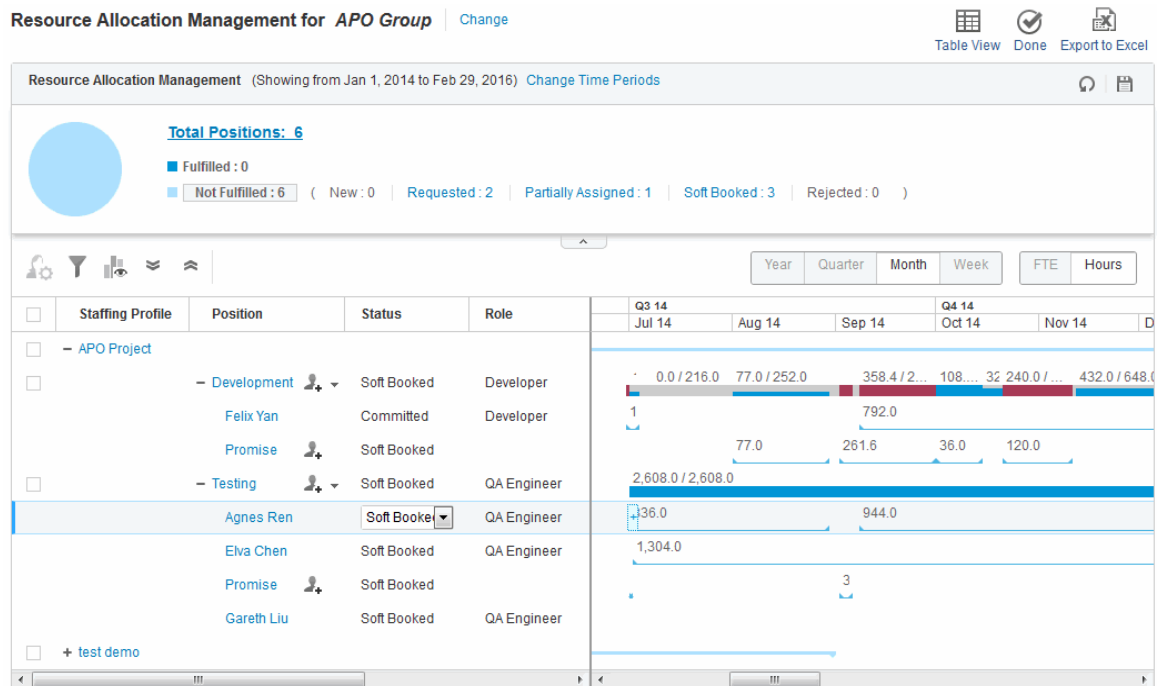 Resource Allocation Management for APO Group Change
Table View Done Export to Excel
Resource Allocation Management (Showing from Jan 1, 2014 to Feb 29, 2016) Change Time Periods
Total Positions: 6
Fulfilled : 0
Not Fulfilled : 6 ( New : 0 Requested : 2 Partially Assigned : 1 Soft Booked : 3 Rejected : 0 )
Year Quarter Month Week FTE Hours
Staffing Profile Position Status Role
Q3 14 Q4 14
Jul 14 Aug 14 Sep 14 Oct 14 Nov 14 D
− APO Project
− Development Soft Booked Developer 0.0 / 216.0 77.0 / 252.0 358.4 / 2... 108... 32 240.0 / ... 432.0 / 648.0
Felix Yan Committed Developer 1 792.0
Promise Soft Booked 77.0 261.6 36.0 120.0
− Testing Soft Booked QA Engineer 2,608.0 / 2,608.0
Agnes Ren Soft Booke QA Engineer 36.0 944.0
Elva Chen Soft Booked QA Engineer 1,304.0
Promise Soft Booked 3
Gareth Liu Soft Booked QA Engineer
+ test demo